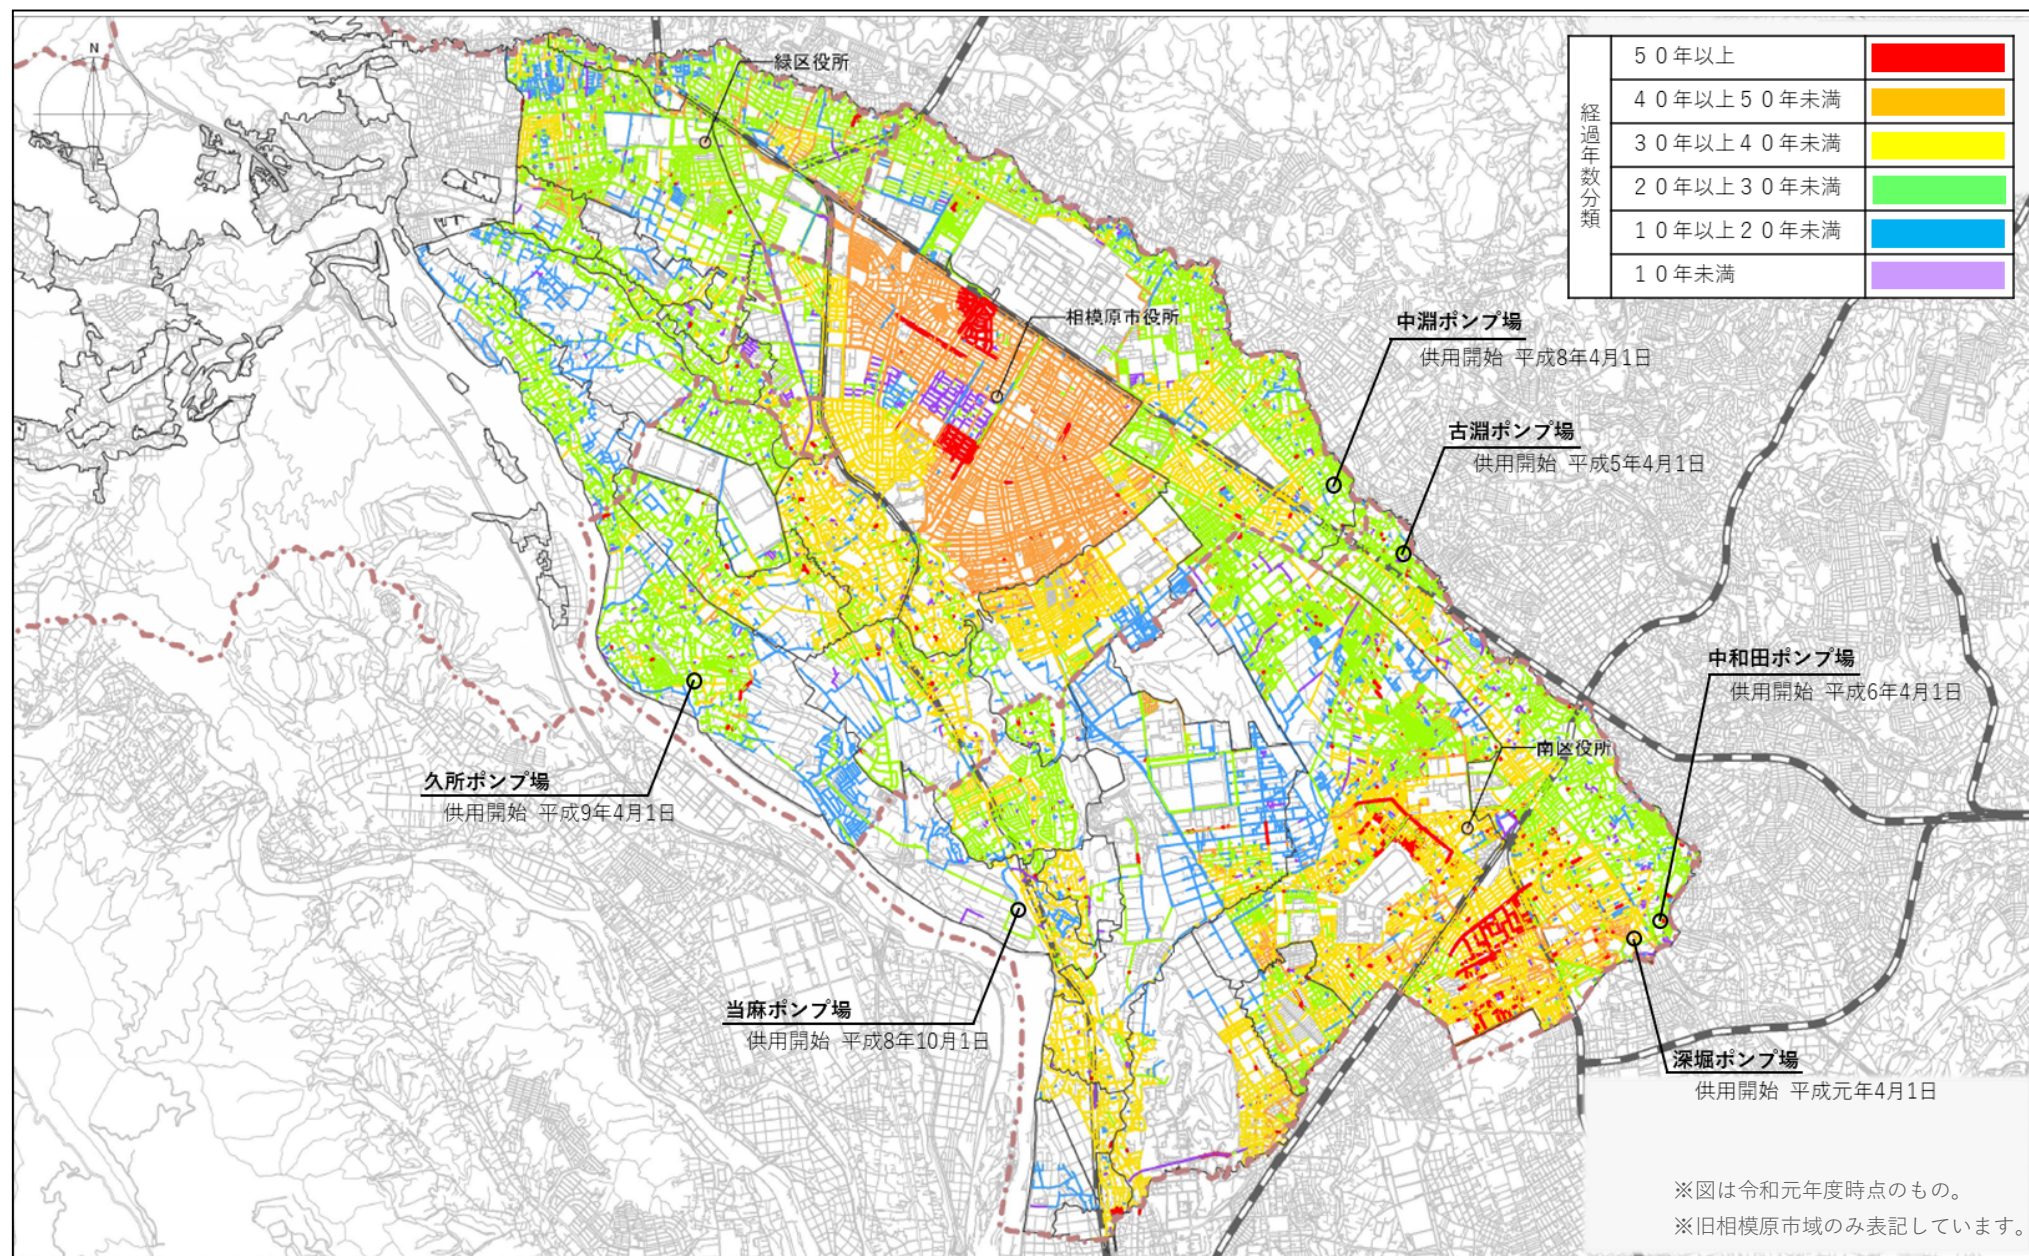 N
緑区役所
経過年数分類
５０年以上
４０年以上５０年未満
３０年以上４０年未満
２０年以上３０年未満
１０年以上２０年未満
１０年未満
相模原市役所
中淵ポンプ場
供用開始 平成8年4月1日
古淵ポンプ場
供用開始 平成5年4月1日
中和田ポンプ場
供用開始 平成6年4月1日
南区役所
久所ポンプ場
供用開始 平成9年4月1日
当麻ポンプ場
供用開始 平成8年10月1日
深堀ポンプ場
供用開始 平成元年4月1日
※図は令和元年度時点のもの。
※旧相模原市域のみ表記しています。